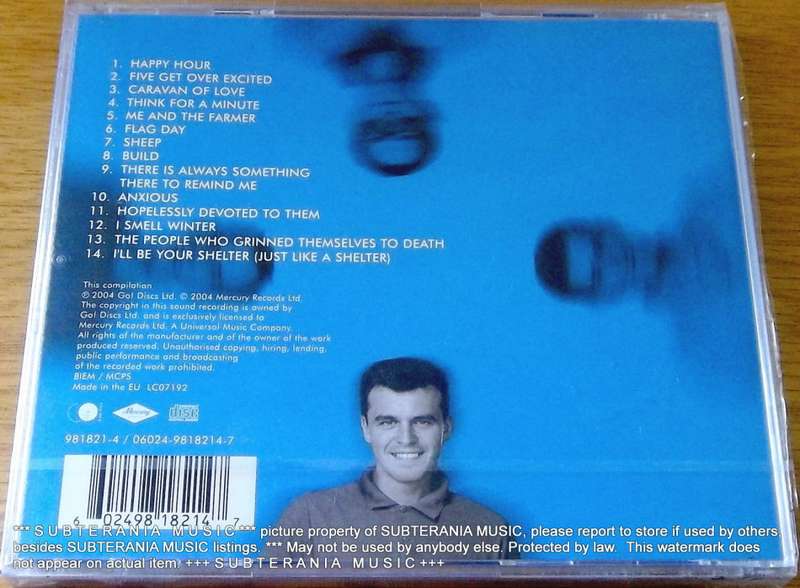 1. HAPPY HOUR
2. FIVE GET OVER EXCITED
3. CARAVAN OF LOVE
4. THINK FOR A MINUTE
5. ME AND THE FARMER
6. FLAG DAY
7. SHEEP
8. BUILD
9. THERE IS ALWAYS SOMETHING
THERE TO REMIND ME
10. ANXIOUS
11. HOPELESSLY DEVOTED TO THEM
12. I SMELL WINTER
13. THE PEOPLE WHO GRINNED THEMSELVES TO DEATH
14. I'LL BE YOUR SHELTER (JUST LIKE A SHELTER)
This compilation
℗ 2004 Go! Discs Ltd. © 2004 Mercury Records Ltd.
The copyright in this sound recording is owned by
Go! Discs Ltd. and is exclusively licensed to
Mercury Records Ltd. A Universal Music Company.
All rights of the manufacturer and of the owner of the work
produced reserved. Unauthorised copying, hiring, lending,
public performance and broadcasting
of the recorded work prohibited.
BIEM / MCPS
Made in the EU LC07192
Mercury
disc
981821-4 / 06024-9818214-7
6 02498 18214 7
*** S U B T E R A N I A M U S I C *** picture property of SUBTERANIA MUSIC, please report to store if used by others,
besides SUBTERANIA MUSIC listings. *** May not be used by anybody else. Protected by law. This watermark does
not appear on actual item. +++ S U B T E R A N I A M U S I C +++